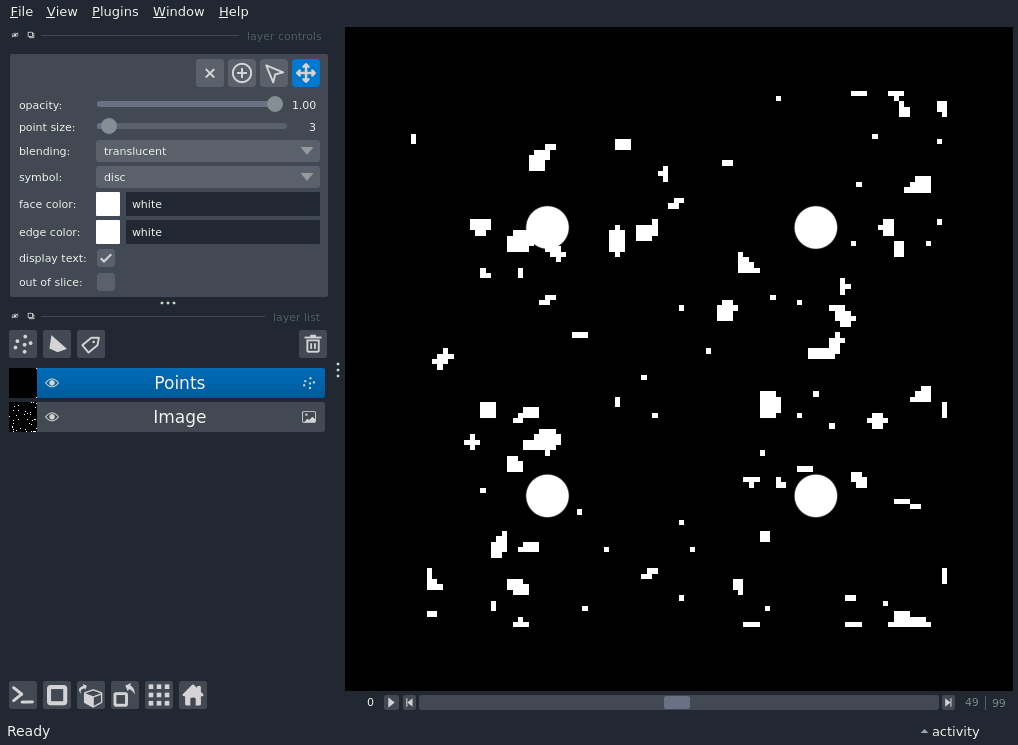 File View Plugins Window Help
layer controls
opacity: 1.00
point size: 3
blending: translucent
symbol: disc
face color: white
edge color: white
display text:
out of slice:
layer list
Points
Image
0 49 99
Ready activity